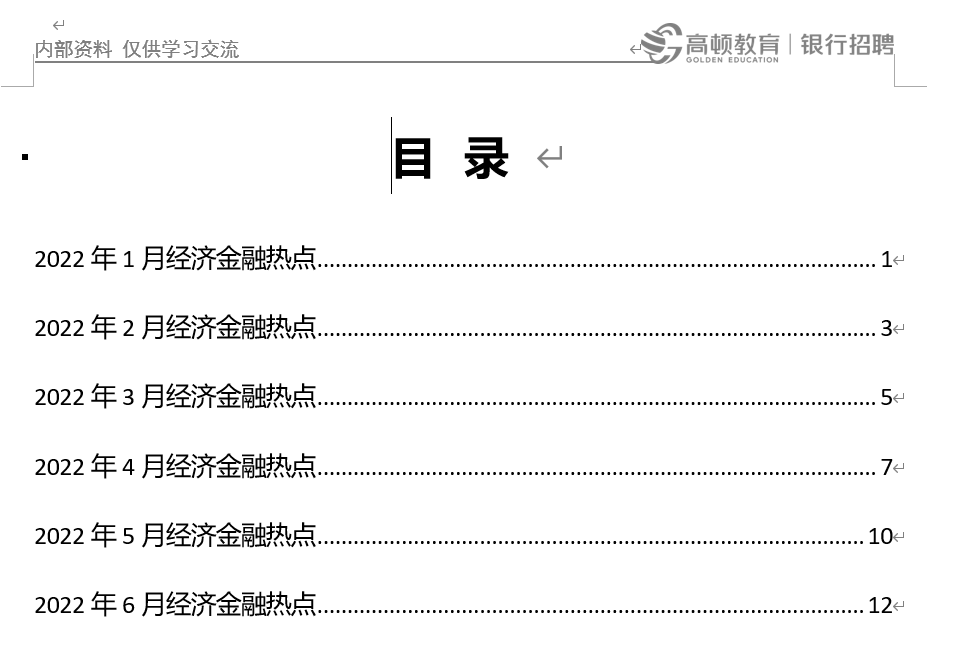 内部资料 仅供学习交流
高顿教育 | 银行招聘
GOLDEN EDUCATION
目 录
2022 年 1 月经济金融热点 1
2022 年 2 月经济金融热点 3
2022 年 3 月经济金融热点 5
2022 年 4 月经济金融热点 7
2022 年 5 月经济金融热点 10
2022 年 6 月经济金融热点 12